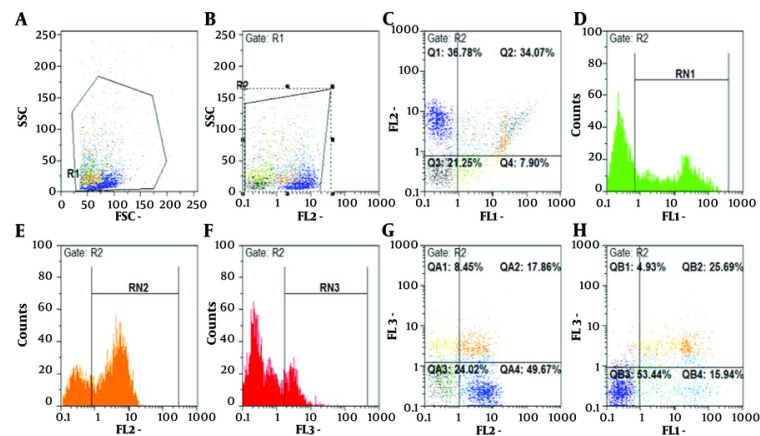 A
250
200
150
100
50
0
SSC
R1
0 50 100 150 200 250
FSC -
B
Gate: R1
250
200
150
100
50
0
SSC
R2
0.1 1 10 100 1000
FL2 -
C
Gate: R2
Q1: 36.78% Q2: 34.07%
1000
100
10
1
0.1
FL2 -
Q3: 21.25% Q4: 7.90%
0.1 1 10 100 1000
FL1 -
D
Gate: R2
RN1
100
80
60
40
20
0
Counts
0.1 1 10 100 1000
FL1 -
E
Gate: R2
RN2
100
80
60
40
20
0
Counts
0.1 1 10 100 1000
FL2 -
F
Gate: R2
RN3
100
80
60
40
20
0
Counts
0.1 1 10 100 1000
FL3 -
G
Gate: R2
QA1: 8.45% QA2: 17.86%
1000
100
10
1
0.1
FL3 -
QA3: 24.02% QA4: 49.67%
0.1 1 10 100 1000
FL2 -
H
Gate: R2
QB1: 4.93% QB2: 25.69%
1000
100
10
1
0.1
FL3 -
QB3: 53.44% QB4: 15.94%
0.1 1 10 100 1000
FL1 -